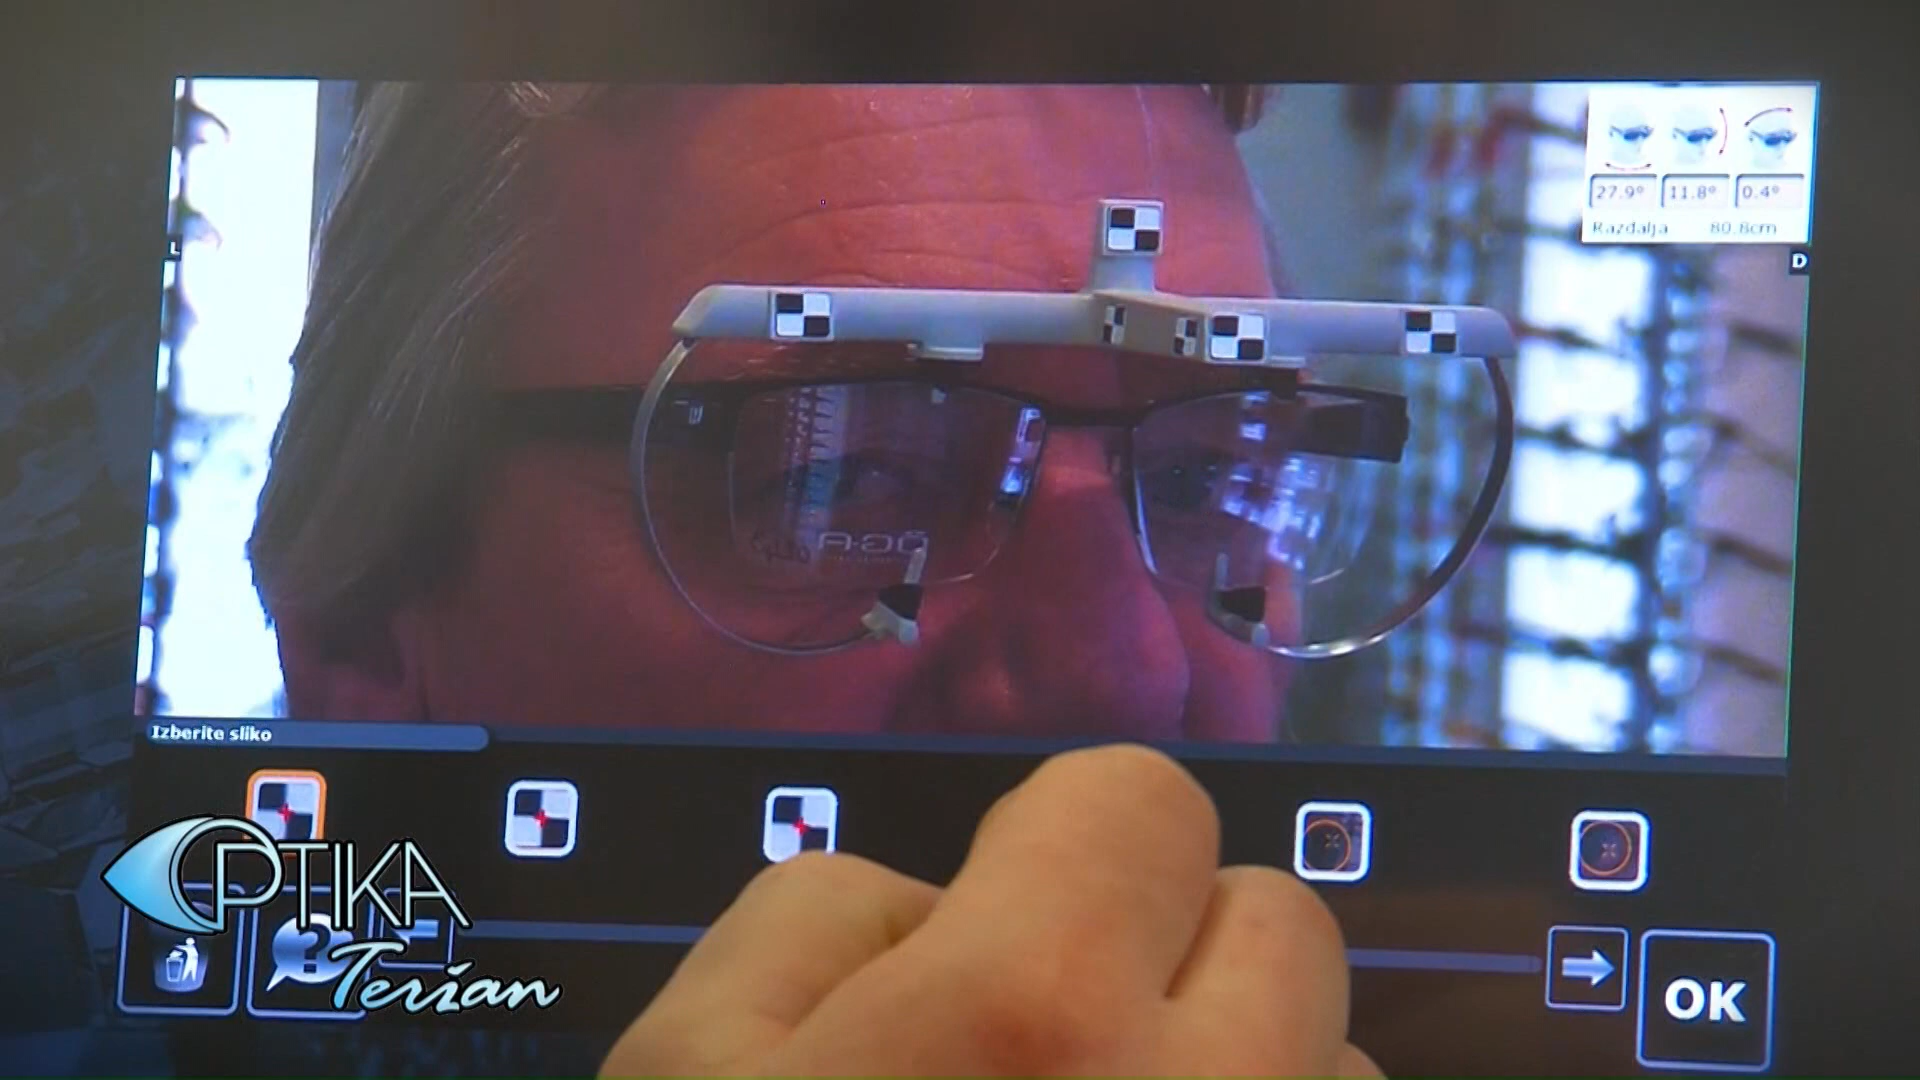 27.9° 11.8° 0.4°
Razdalja 80.8cm
L
D
Izberite sliko
OPTIKA
Terian
OK